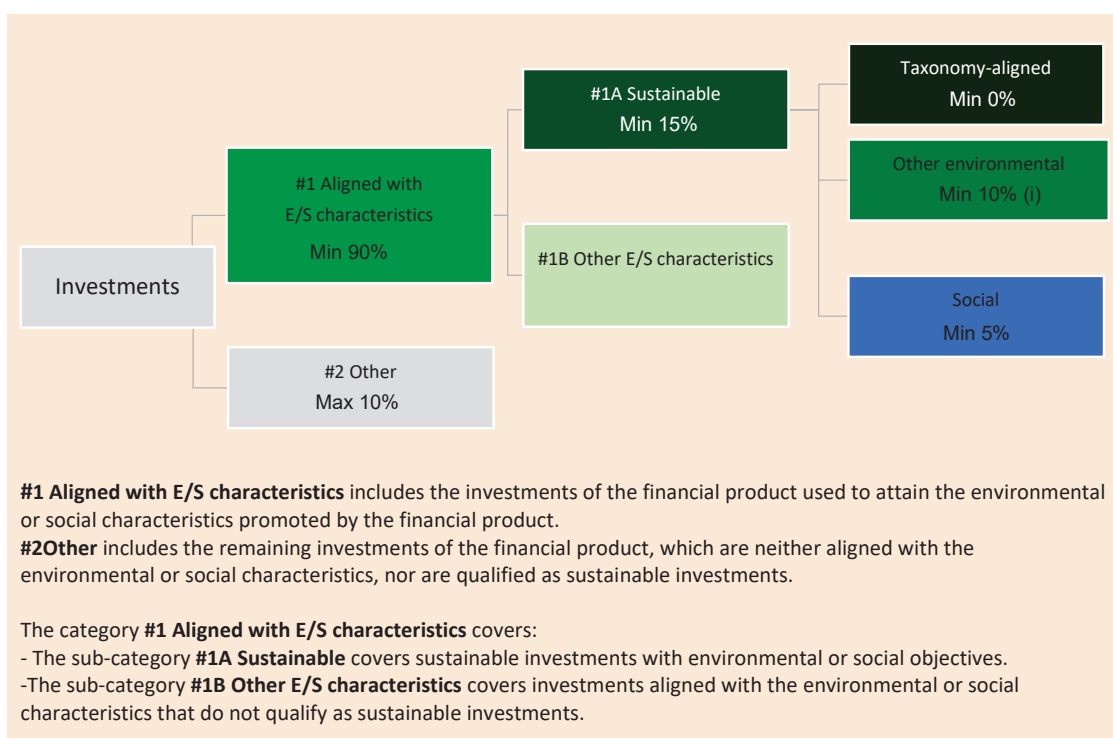 Investments
#1 Aligned with
E/S characteristics
Min 90%
#2 Other
Max 10%
#1A Sustainable
Min 15%
#1B Other E/S characteristics
Taxonomy-aligned
Min 0%
Other environmental
Min 10% (i)
Social
Min 5%
#1 Aligned with E/S characteristics includes the investments of the financial product used to attain the environmental
or social characteristics promoted by the financial product.
#2Other includes the remaining investments of the financial product, which are neither aligned with the
environmental or social characteristics, nor are qualified as sustainable investments.
The category #1 Aligned with E/S characteristics covers:
- The sub-category #1A Sustainable covers sustainable investments with environmental or social objectives.
-The sub-category #1B Other E/S characteristics covers investments aligned with the environmental or social
characteristics that do not qualify as sustainable investments.